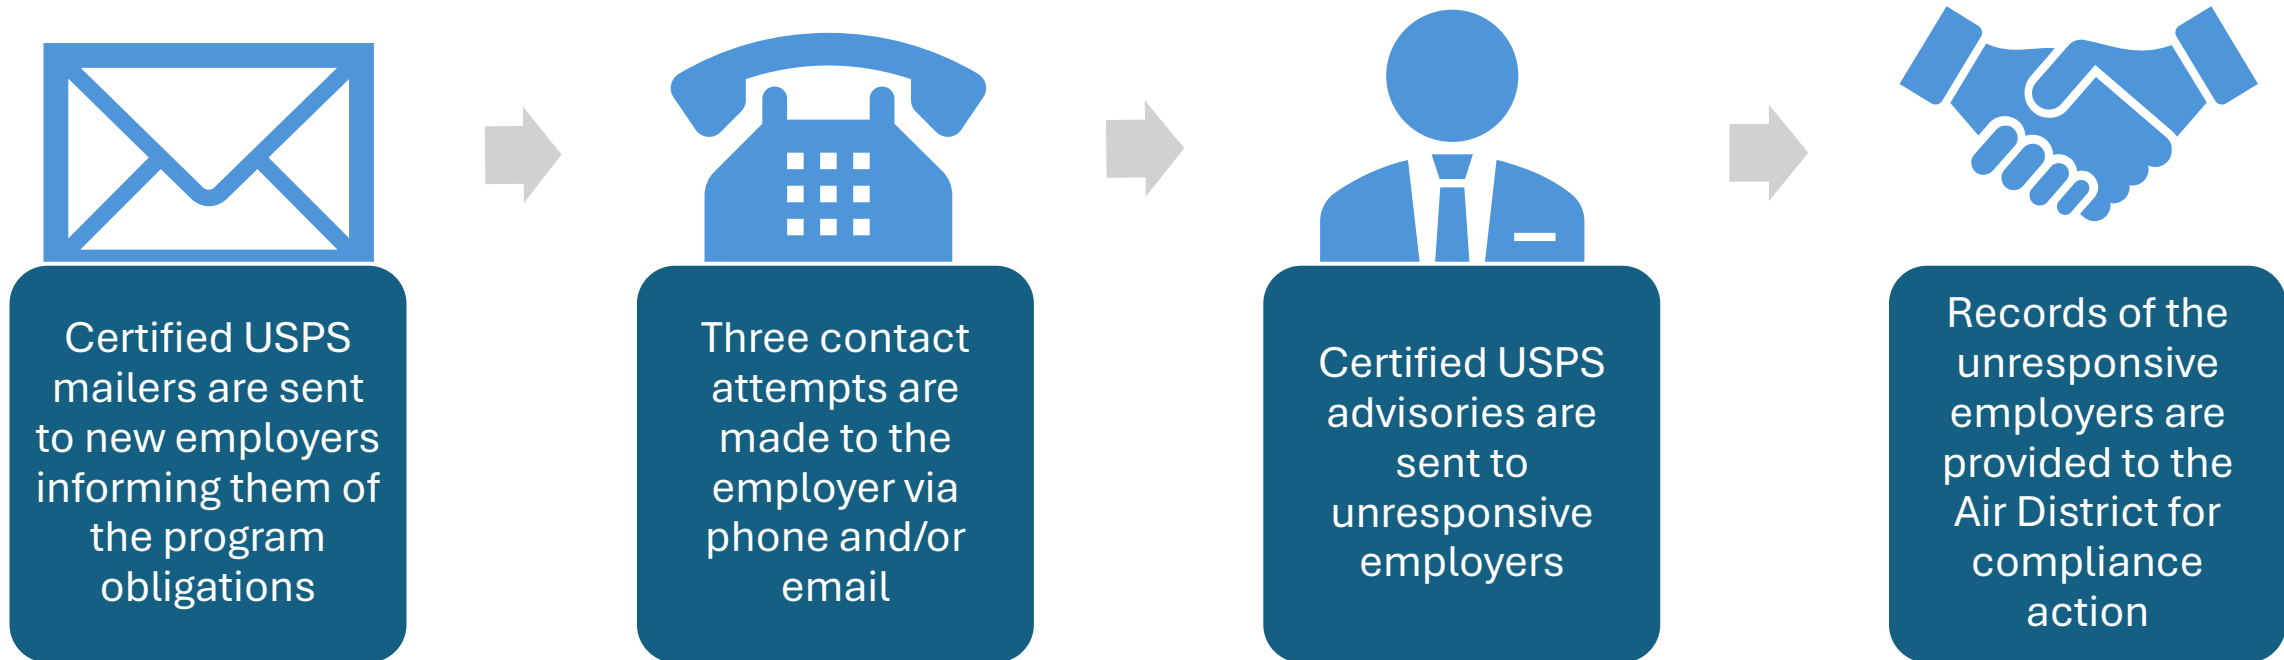 Certified USPS
mailers are sent
to new employers
informing them of
the program
obligations
Three contact
attempts are
made to the
employer via
phone and/or
email
Certified USPS
advisories are
sent to
unresponsive
employers
Records of the
unresponsive
employers are
provided to the
Air District for
compliance
action